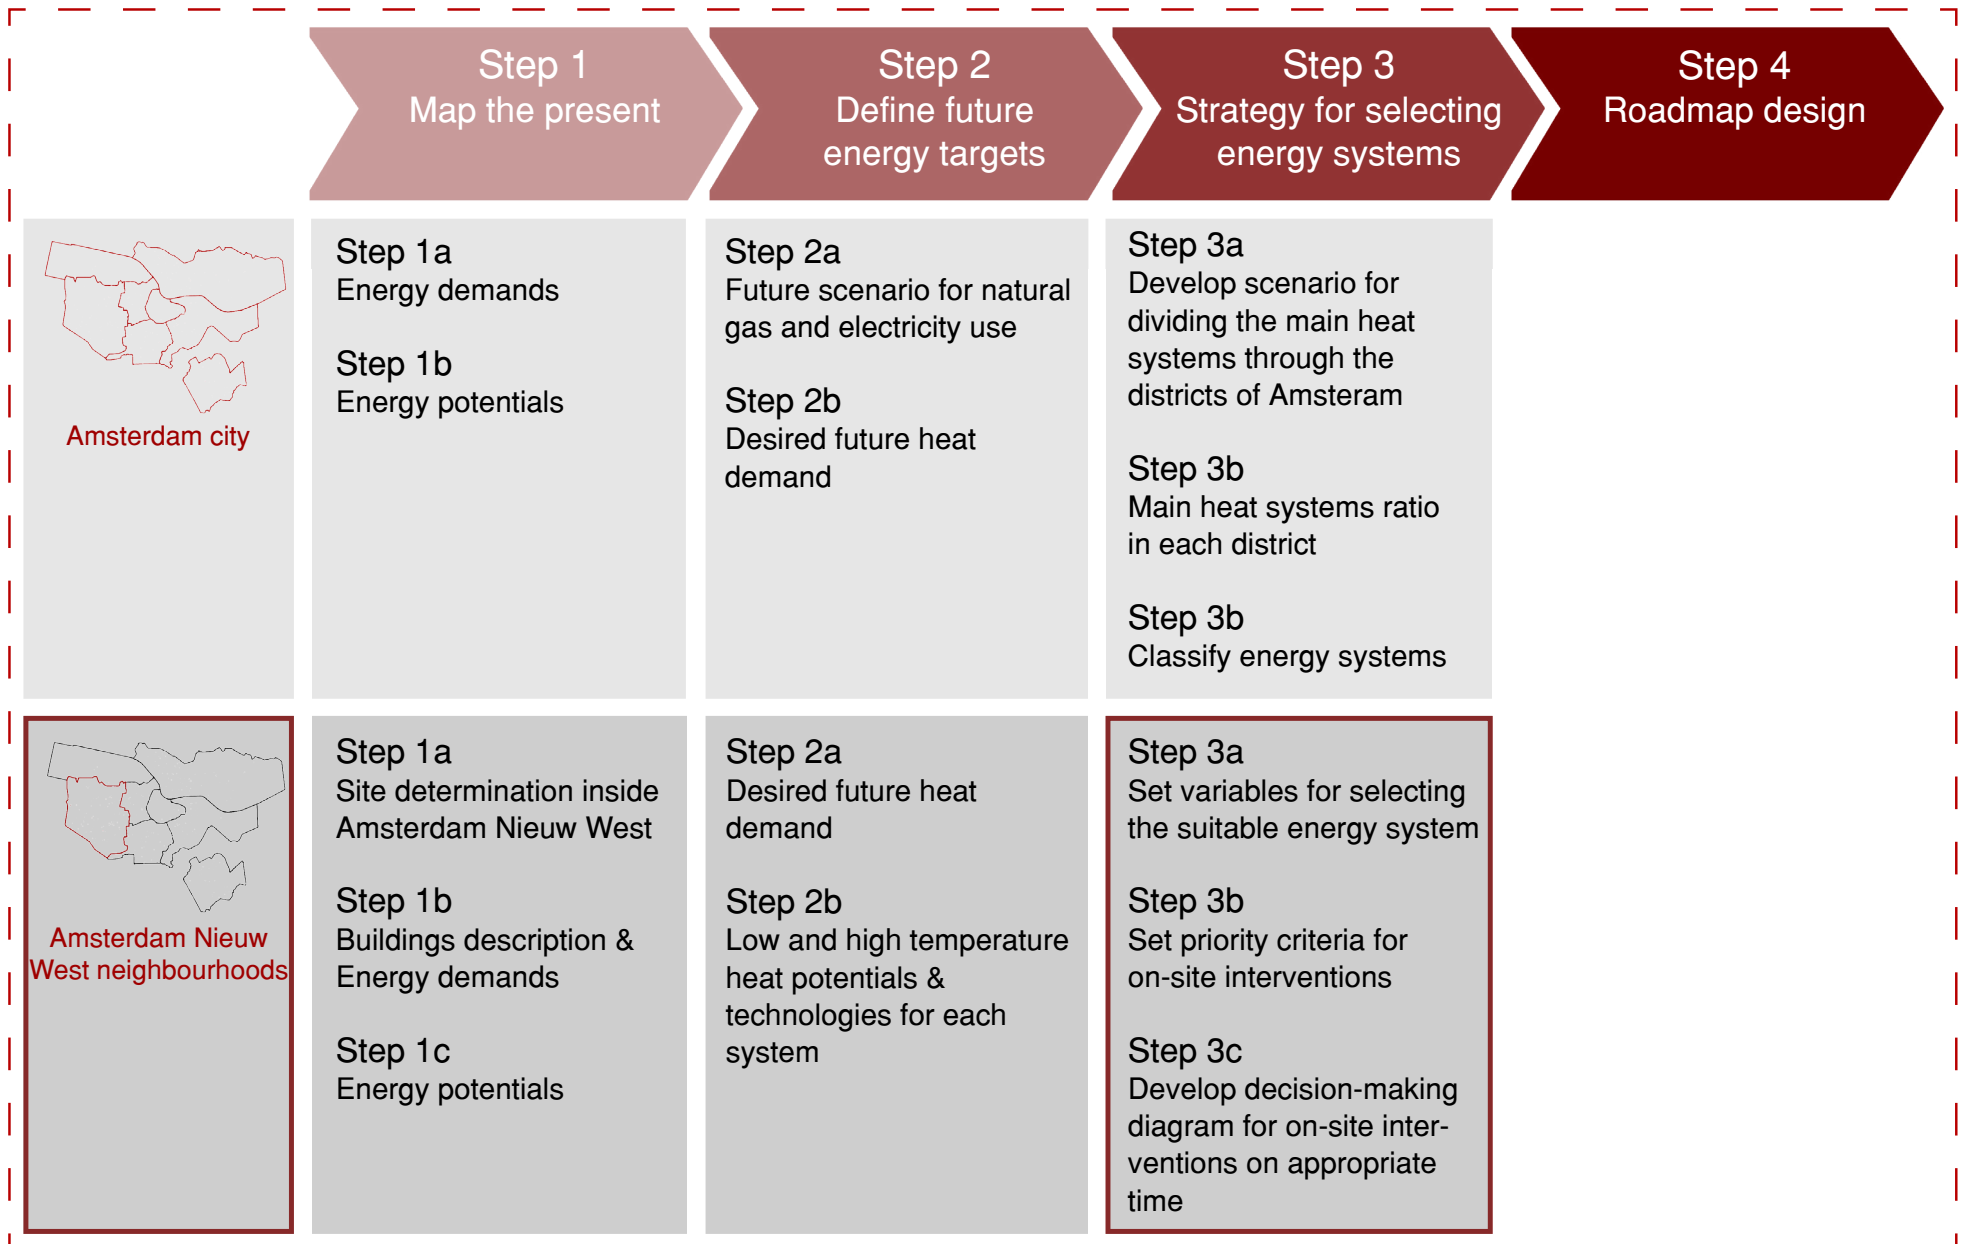 Step 1
Map the present
Step 2
Define future
energy targets
Step 3
Strategy for selecting
energy systems
Step 4
Roadmap design
Amsterdam city
Step 1a
Energy demands
Step 1b
Energy potentials
Step 2a
Future scenario for natural
gas and electricity use
Step 2b
Desired future heat
demand
Step 3a
Develop scenario for
dividing the main heat
systems through the
districts of Amsteram
Step 3b
Main heat systems ratio
in each district
Step 3b
Classify energy systems
Amsterdam Nieuw
West neighbourhoods
Step 1a
Site determination inside
Amsterdam Nieuw West
Step 1b
Buildings description &
Energy demands
Step 1c
Energy potentials
Step 2a
Desired future heat
demand
Step 2b
Low and high temperature
heat potentials &
technologies for each
system
Step 3a
Set variables for selecting
the suitable energy system
Step 3b
Set priority criteria for
on-site interventions
Step 3c
Develop decision-making
diagram for on-site inter-
ventions on appropriate
time